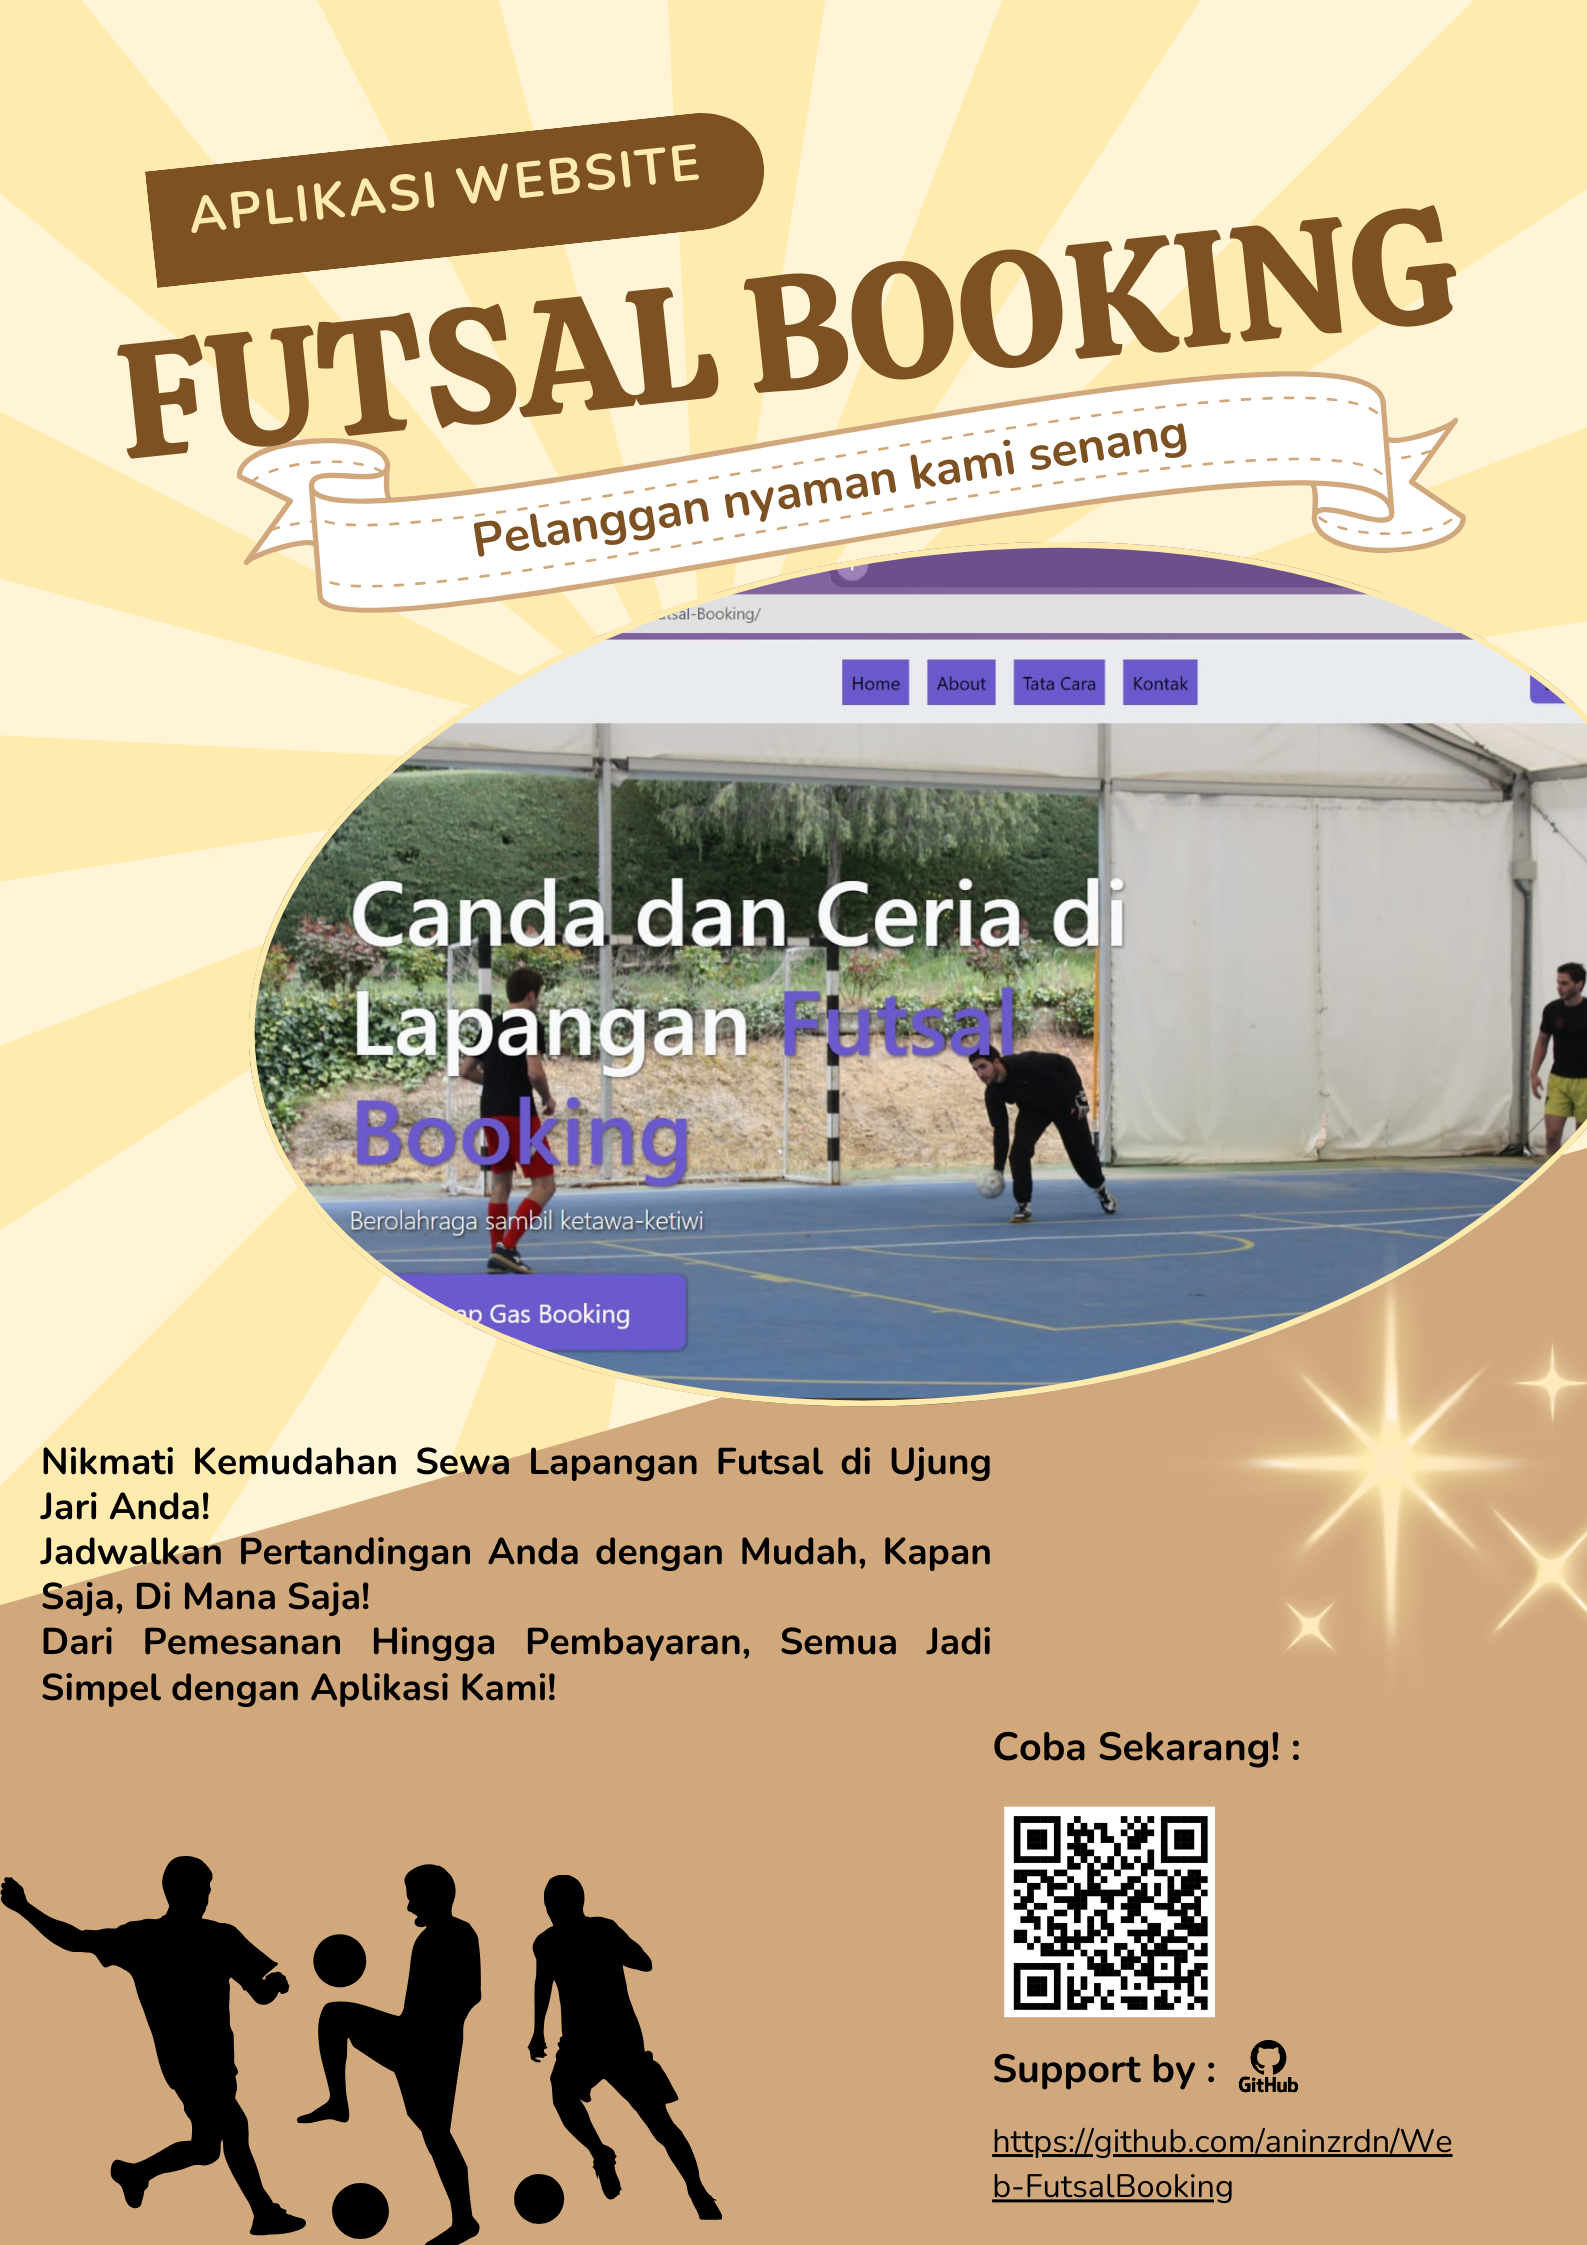 APLIKASI WEBSITE
FUTSAL BOOKING
Pelanggan nyaman kami senang
tsal-Booking/
Home About Tata Cara Kontak
Canda dan Ceria di
Lapangan Futsal
Booking
Berolahraga sambil ketawa-ketiwi
Gas Booking
Nikmati Kemudahan Sewa Lapangan Futsal di Ujung
Jari Anda!
Jadwalkan Pertandingan Anda dengan Mudah, Kapan
Saja, Di Mana Saja!
Dari Pemesanan Hingga Pembayaran, Semua Jadi
Simpel dengan Aplikasi Kami!
Coba Sekarang! :
Support by :
GitHub
https://github.com/aninzrdn/We
b-FutsalBooking